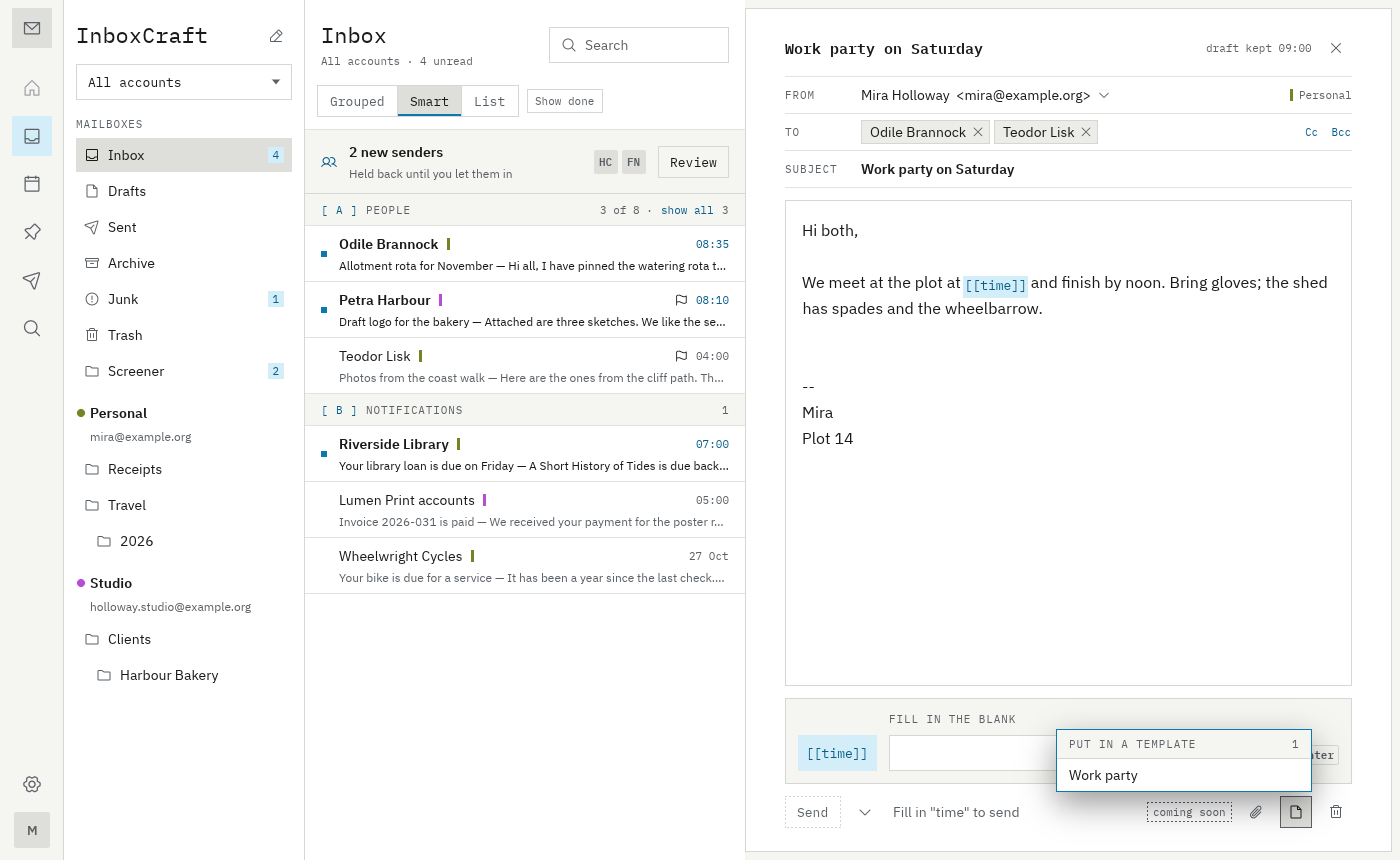 InboxCraft
All accounts
MAILBOXES
Inbox 4
Drafts
Sent
Archive
Junk 1
Trash
Screener 2
Personal
mira@example.org
Receipts
Travel
2026
Studio
holloway.studio@example.org
Clients
Harbour Bakery
M
Inbox
All accounts · 4 unread
Search
Grouped Smart List Show done
2 new senders
Held back until you let them in
HC FN Review
[ A ] PEOPLE 3 of 8 · show all 3
Odile Brannock 08:35
Allotment rota for November — Hi all, I have pinned the watering rota t…
Petra Harbour 08:10
Draft logo for the bakery — Attached are three sketches. We like the se…
Teodor Lisk 04:00
Photos from the coast walk — Here are the ones from the cliff path. Th…
[ B ] NOTIFICATIONS 1
Riverside Library 07:00
Your library loan is due on Friday — A Short History of Tides is due back…
Lumen Print accounts 05:00
Invoice 2026-031 is paid — We received your payment for the poster r…
Wheelwright Cycles 27 Oct
Your bike is due for a service — It has been a year since the last check.…
Work party on Saturday draft kept 09:00
FROM Mira Holloway <mira@example.org> Personal
TO Odile Brannock Teodor Lisk Cc Bcc
SUBJECT Work party on Saturday
Hi both,
We meet at the plot at [[time]] and finish by noon. Bring gloves; the shed
has spades and the wheelbarrow.
--
Mira
Plot 14
FILL IN THE BLANK
[[time]]
PUT IN A TEMPLATE 1
Work party
Send Fill in "time" to send coming soon